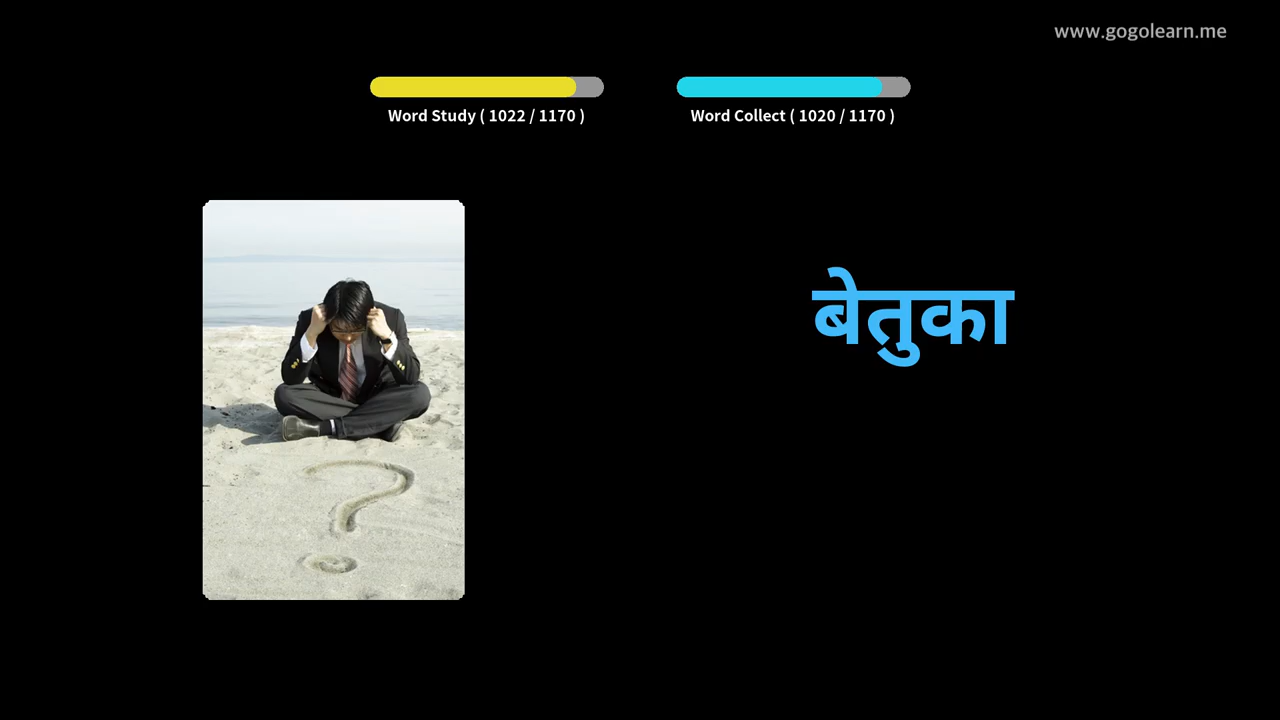 www.gogolearn.me
Word Study ( 1022 / 1170 )
Word Collect ( 1020 / 1170 )
बेतुका
?